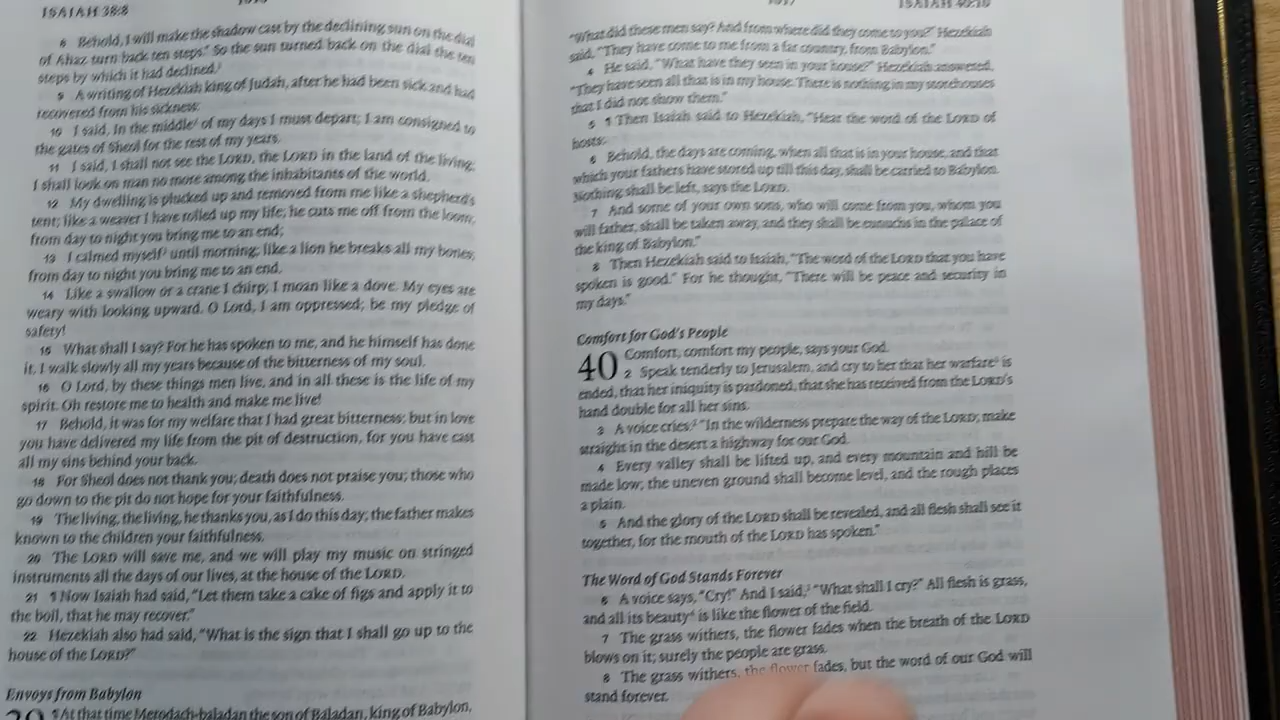 ISAIAH 38:8
8 Behold, I will make the shadow cast by the declining sun on the dial
of Ahaz turn back ten steps." So the sun turned back on the dial the ten
steps by which it had declined.¹
9 A writing of Hezekiah king of Judah, after he had been sick and had
recovered from his sickness:
10 I said, In the middle² of my days I must depart; I am consigned to
the gates of Sheol for the rest of my years.
11 I said, I shall not see the LORD, the LORD in the land of the living;
I shall look on man no more among the inhabitants of the world.
12 My dwelling is plucked up and removed from me like a shepherd's
tent; like a weaver I have rolled up my life; he cuts me off from the loom;
from day to night you bring me to an end;
13 I calmed myself³ until morning; like a lion he breaks all my bones;
from day to night you bring me to an end.
14 Like a swallow or a crane I chirp; I moan like a dove. My eyes are
weary with looking upward. O Lord, I am oppressed; be my pledge of
safety!
15 What shall I say? For he has spoken to me, and he himself has done
it. I walk slowly all my years because of the bitterness of my soul.
16 O Lord, by these things men live, and in all these is the life of my
spirit. Oh restore me to health and make me live!
17 Behold, it was for my welfare that I had great bitterness; but in love
you have delivered my life from the pit of destruction, for you have cast
all my sins behind your back.
18 For Sheol does not thank you; death does not praise you; those who
go down to the pit do not hope for your faithfulness.
19 The living, the living, he thanks you, as I do this day; the father makes
known to the children your faithfulness.
20 The LORD will save me, and we will play my music on stringed
instruments all the days of our lives, at the house of the LORD.
21 ¶ Now Isaiah had said, "Let them take a cake of figs and apply it to
the boil, that he may recover."
22 Hezekiah also had said, "What is the sign that I shall go up to the
house of the LORD?"
Envoys from Babylon
39 ¶ At that time Merodach-baladan the son of Baladan, king of Babylon,
ISAIAH 40:10
"What did these men say? And from where did they come to you?" Hezekiah
said, "They have come to me from a far country, from Babylon."
4 He said, "What have they seen in your house?" Hezekiah answered,
"They have seen all that is in my house. There is nothing in my storehouses
that I did not show them."
5 ¶ Then Isaiah said to Hezekiah, "Hear the word of the LORD of
hosts:
6 Behold, the days are coming, when all that is in your house, and that
which your fathers have stored up till this day, shall be carried to Babylon.
Nothing shall be left, says the LORD.
7 And some of your own sons, who will come from you, whom you
will father, shall be taken away, and they shall be eunuchs in the palace of
the king of Babylon."
8 Then Hezekiah said to Isaiah, "The word of the LORD that you have
spoken is good." For he thought, "There will be peace and security in
my days."
Comfort for God's People
40 Comfort, comfort my people, says your God.
2 Speak tenderly to Jerusalem, and cry to her that her warfare¹ is
ended, that her iniquity is pardoned, that she has received from the LORD's
hand double for all her sins.
3 A voice cries:² "In the wilderness prepare the way of the LORD; make
straight in the desert a highway for our God.
4 Every valley shall be lifted up, and every mountain and hill be
made low; the uneven ground shall become level, and the rough places
a plain.
5 And the glory of the LORD shall be revealed, and all flesh shall see it
together, for the mouth of the LORD has spoken."
The Word of God Stands Forever
6 A voice says, "Cry!" And I said,³ "What shall I cry?" All flesh is grass,
and all its beauty⁴ is like the flower of the field.
7 The grass withers, the flower fades when the breath of the LORD
blows on it; surely the people are grass.
8 The grass withers, the flower fades, but the word of our God will
stand forever.